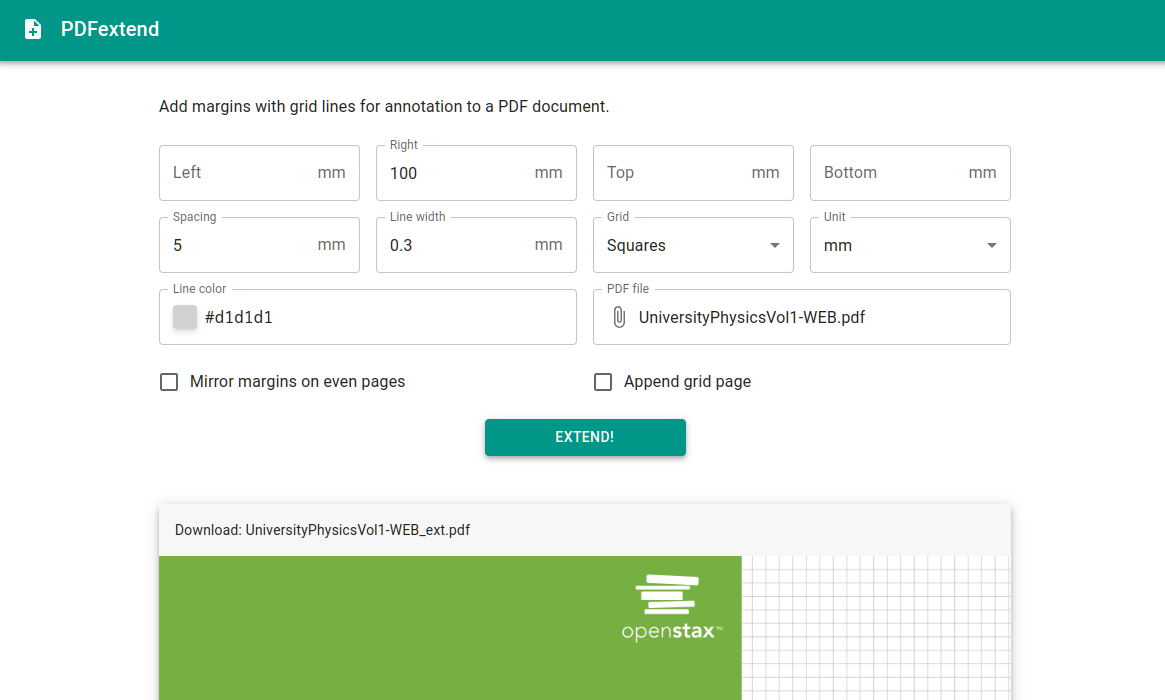 PDFextend
Add margins with grid lines for annotation to a PDF document.
Left mm
Right
100 mm
Top mm
Bottom mm
Spacing
5 mm
Line width
0.3 mm
Grid
Squares
Unit
mm
Line color
#d1d1d1
PDF file
UniversityPhysicsVol1-WEB.pdf
Mirror margins on even pages
Append grid page
EXTEND!
Download: UniversityPhysicsVol1-WEB_ext.pdf
openstax™